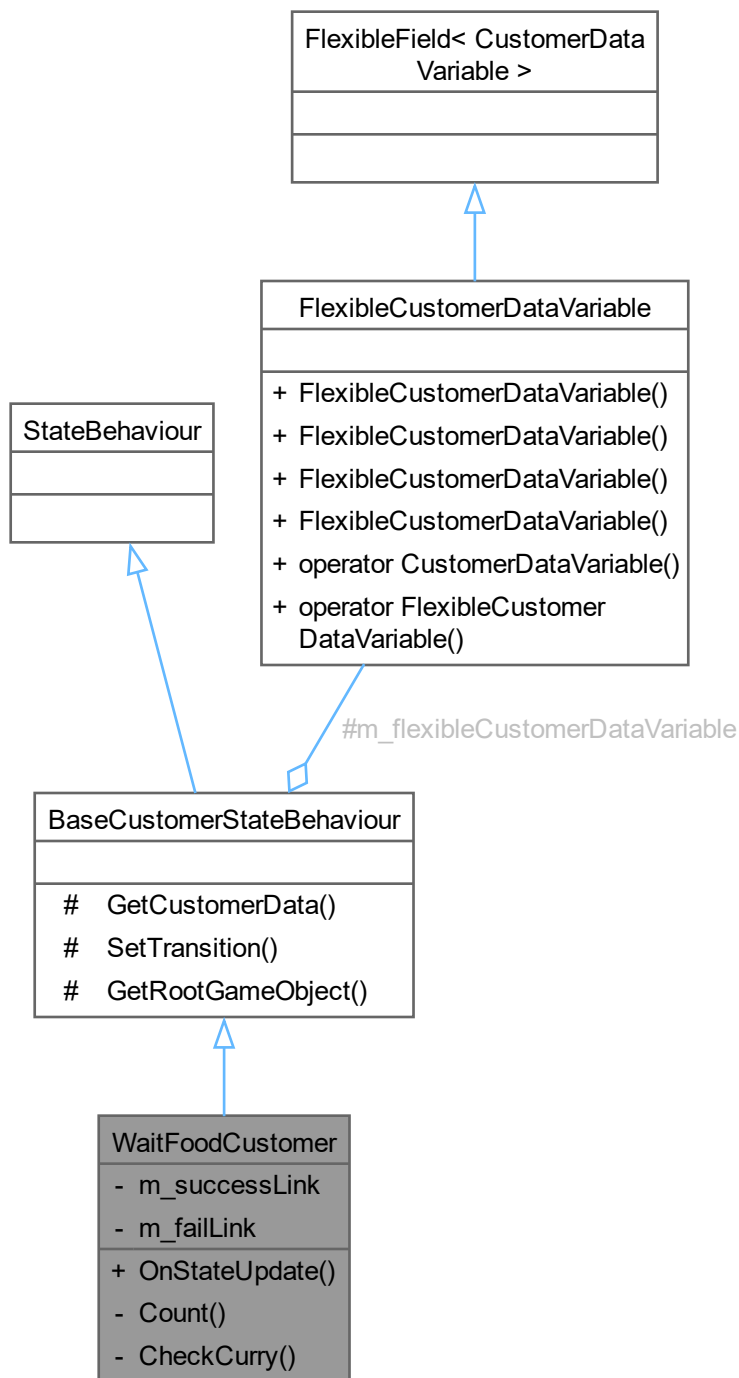 FlexibleField< CustomerData
Variable >
FlexibleCustomerDataVariable
+ FlexibleCustomerDataVariable()
+ FlexibleCustomerDataVariable()
+ FlexibleCustomerDataVariable()
+ FlexibleCustomerDataVariable()
+ operator CustomerDataVariable()
+ operator FlexibleCustomer
DataVariable()
StateBehaviour
#m_flexibleCustomerDataVariable
BaseCustomerStateBehaviour
# GetCustomerData()
# SetTransition()
# GetRootGameObject()
WaitFoodCustomer
- m_successLink
- m_failLink
+ OnStateUpdate()
- Count()
- CheckCurry()